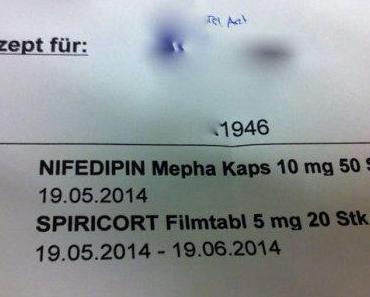 zept für:
1946
NIFEDIPIN Mepha Kaps 10 mg 50 S
19.05.2014
SPIRICORT Filmtabl 5 mg 20 Stk
19.05.2014 - 19.06.2014